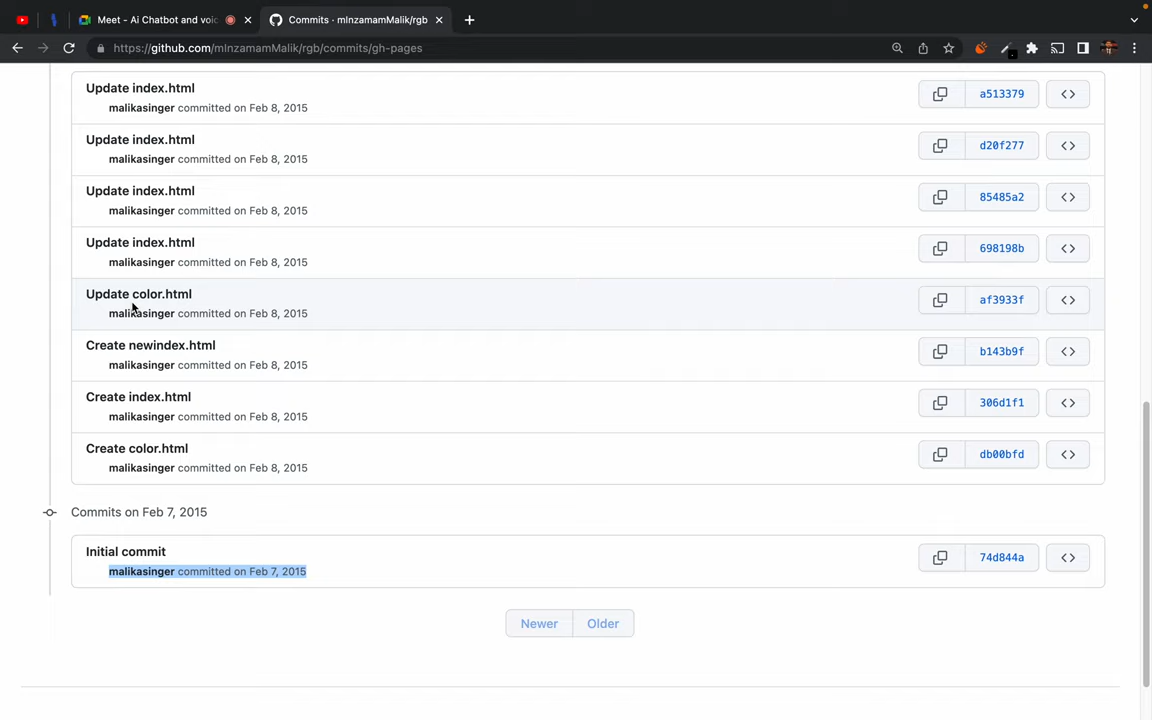 Meet – Ai Chatbot and voi
Commits · mInzamamMalik/rgb
https://github.com/mInzamamMalik/rgb/commits/gh-pages
Update index.html
malikasinger committed on Feb 8, 2015
a513379
Update index.html
malikasinger committed on Feb 8, 2015
d20f277
Update index.html
malikasinger committed on Feb 8, 2015
85485a2
Update index.html
malikasinger committed on Feb 8, 2015
698198b
Update color.html
malikasinger committed on Feb 8, 2015
af3933f
Create newindex.html
malikasinger committed on Feb 8, 2015
b143b9f
Create index.html
malikasinger committed on Feb 8, 2015
306d1f1
Create color.html
malikasinger committed on Feb 8, 2015
db00bfd
Commits on Feb 7, 2015
Initial commit
malikasinger committed on Feb 7, 2015
74d844a
Newer
Older